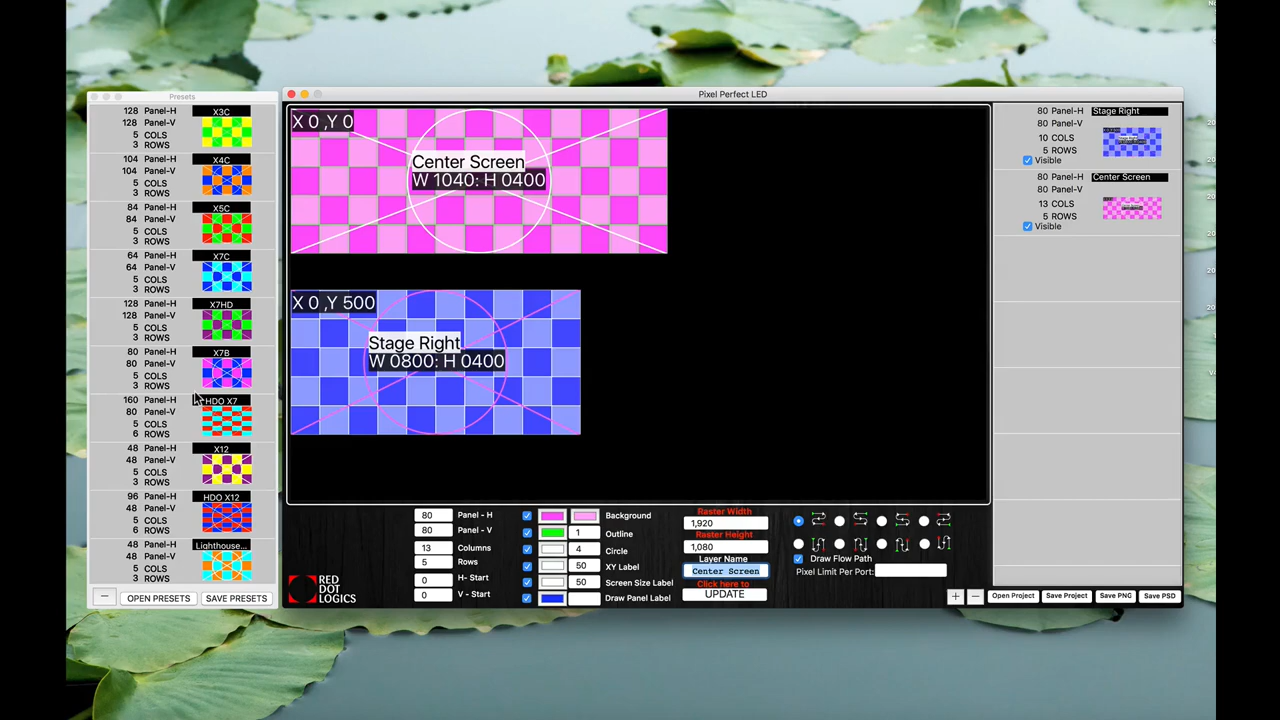 Presets
128 Panel-H X3C
128 Panel-V
5 COLS
3 ROWS
104 Panel-H X4C
104 Panel-V
5 COLS
3 ROWS
84 Panel-H X5C
84 Panel-V
5 COLS
3 ROWS
64 Panel-H X7C
64 Panel-V
5 COLS
3 ROWS
128 Panel-H X7HD
128 Panel-V
5 COLS
3 ROWS
80 Panel-H X7B
80 Panel-V
5 COLS
3 ROWS
160 Panel-H HDO X7
80 Panel-V
5 COLS
6 ROWS
48 Panel-H X12
48 Panel-V
5 COLS
3 ROWS
96 Panel-H HDO X12
48 Panel-V
5 COLS
6 ROWS
48 Panel-H Lighthouse...
48 Panel-V
5 COLS
3 ROWS
OPEN PRESETS SAVE PRESETS
Pixel Perfect LED
X 0 ,Y 0
Center Screen
W 1040: H 0400
X 0 ,Y 500
Stage Right
W 0800: H 0400
RED
DOT
LOGICS
80 Panel - H
80 Panel - V
13 Columns
5 Rows
0 H- Start
0 V - Start
Background
1 Outline
4 Circle
50 XY Label
50 Screen Size Label
Draw Panel Label
Raster Width
1,920
Raster Height
1,080
Layer Name
Center Screen
Click here to
UPDATE
Draw Flow Path
Pixel Limit Per Port:
80 Panel-H Stage Right
80 Panel-V
10 COLS
5 ROWS
Visible
80 Panel-H Center Screen
80 Panel-V
13 COLS
5 ROWS
Visible
+ − Open Project Save Project Save PNG Save PSD